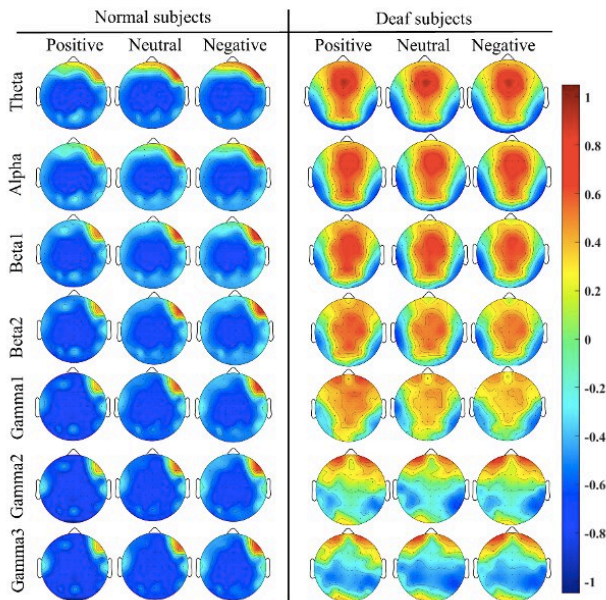 Normal subjects Deaf subjects
Positive Neutral Negative Positive Neutral Negative
Theta
Alpha
Beta1
Beta2
Gamma1
Gamma2
Gamma3
1
0.8
0.6
0.4
0.2
0
-0.2
-0.4
-0.6
-0.8
-1